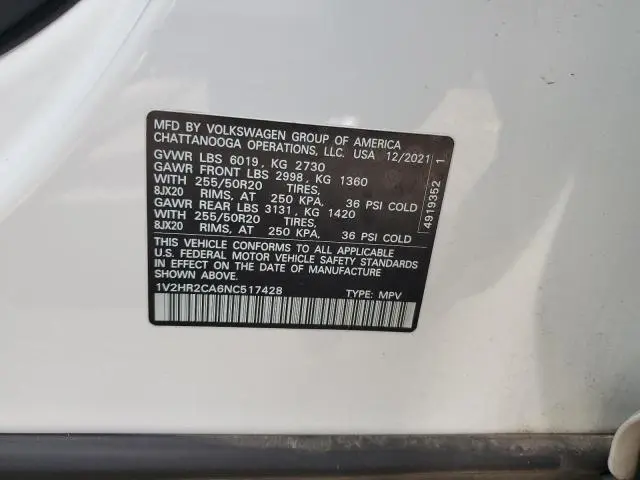 MFD BY VOLKSWAGEN GROUP OF AMERICA
CHATTANOOGA OPERATIONS, LLC. USA 12/2021
GVWR LBS 6019, KG 2730
GAWR FRONT LBS 2998, KG 1360
WITH 255/50R20 TIRES,
8JX20 RIMS, AT 250 KPA, 36 PSI COLD
GAWR REAR LBS 3131, KG 1420
WITH 255/50R20 TIRES,
8JX20 RIMS, AT 250 KPA, 36 PSI COLD
THIS VEHICLE CONFORMS TO ALL APPLICABLE
U.S. FEDERAL MOTOR VEHICLE SAFETY STANDARDS
IN EFFECT ON THE DATE OF MANUFACTURE
SHOWN ABOVE.
1V2HR2CA6NC517428 TYPE: MPV
4919352 1